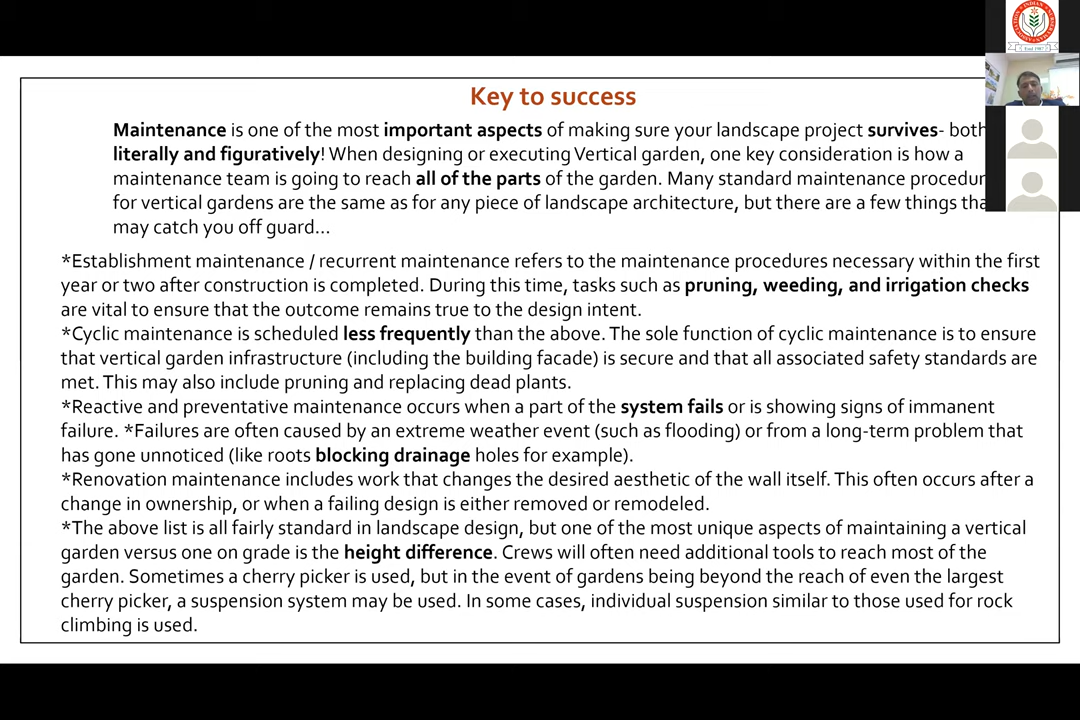 Key to success
Maintenance is one of the most important aspects of making sure your landscape project survives- both
literally and figuratively! When designing or executing Vertical garden, one key consideration is how a
maintenance team is going to reach all of the parts of the garden. Many standard maintenance
for vertical gardens are the same as for any piece of landscape architecture, but there are a few things
may catch you off guard...
*Establishment maintenance / recurrent maintenance refers to the maintenance procedures necessary within the first
year or two after construction is completed. During this time, tasks such as pruning, weeding, and irrigation checks
are vital to ensure that the outcome remains true to the design intent.
*Cyclic maintenance is scheduled less frequently than the above. The sole function of cyclic maintenance is to ensure
that vertical garden infrastructure (including the building facade) is secure and that all associated safety standards are
met. This may also include pruning and replacing dead plants.
*Reactive and preventative maintenance occurs when a part of the system fails or is showing signs of immanent
failure. *Failures are often caused by an extreme weather event (such as flooding) or from a long-term problem that
has gone unnoticed (like roots blocking drainage holes for example).
*Renovation maintenance includes work that changes the desired aesthetic of the wall itself. This often occurs after a
change in ownership, or when a failing design is either removed or remodeled.
*The above list is all fairly standard in landscape design, but one of the most unique aspects of maintaining a vertical
garden versus one on grade is the height difference. Crews will often need additional tools to reach most of the
garden. Sometimes a cherry picker is used, but in the event of gardens being beyond the reach of even the largest
cherry picker, a suspension system may be used. In some cases, individual suspension similar to those used for rock
climbing is used.